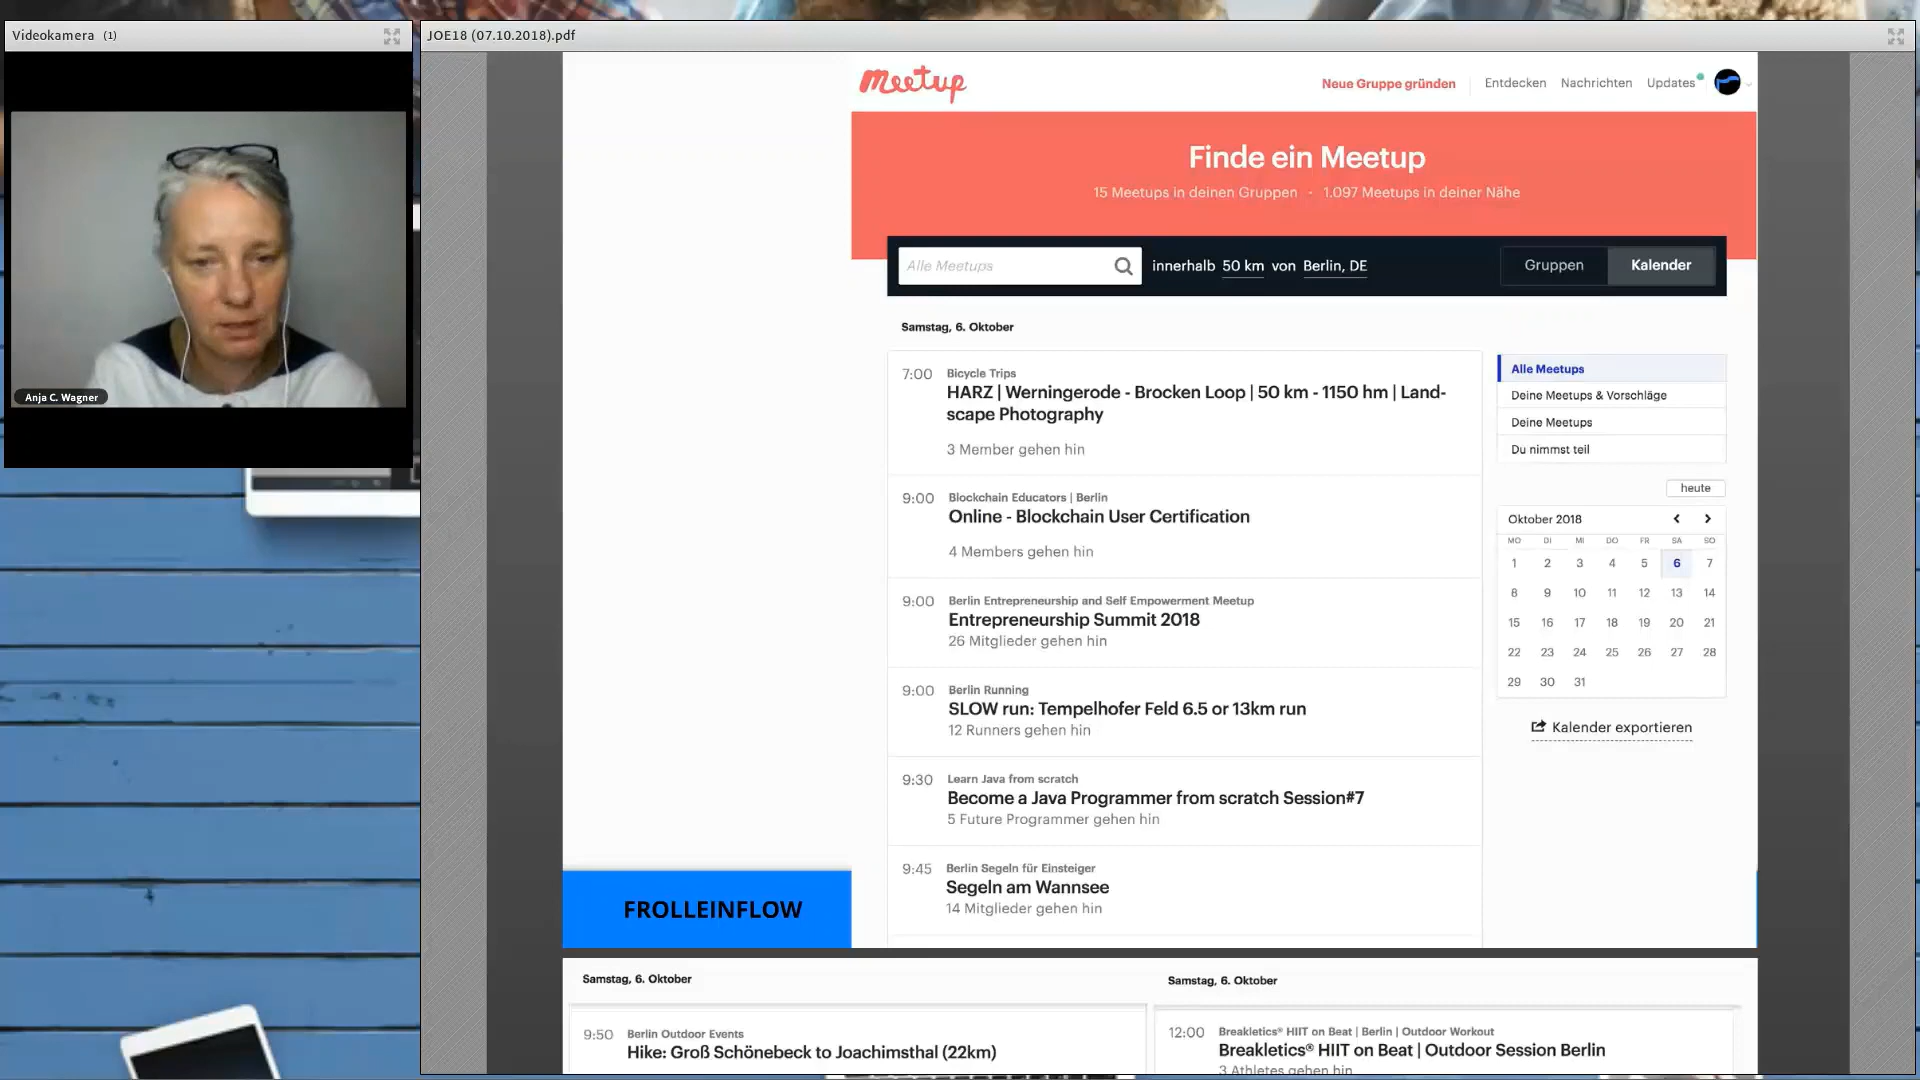 Videokamera (1)
Anja C. Wagner
JOE18 (07.10.2018).pdf
meetup
Neue Gruppe gründen
Entdecken
Nachrichten
Updates
Finde ein Meetup
15 Meetups in deinen Gruppen · 1.097 Meetups in deiner Nähe
Alle Meetups
innerhalb 50 km von Berlin, DE
Gruppen
Kalender
Samstag, 6. Oktober
7:00
Bicycle Trips
HARZ | Werningerode - Brocken Loop | 50 km - 1150 hm | Land-
scape Photography
3 Member gehen hin
9:00
Blockchain Educators | Berlin
Online - Blockchain User Certification
4 Members gehen hin
9:00
Berlin Entrepreneurship and Self Empowerment Meetup
Entrepreneurship Summit 2018
26 Mitglieder gehen hin
9:00
Berlin Running
SLOW run: Tempelhofer Feld 6.5 or 13km run
12 Runners gehen hin
9:30
Learn Java from scratch
Become a Java Programmer from scratch Session#7
5 Future Programmer gehen hin
9:45
Berlin Segeln für Einsteiger
Segeln am Wannsee
14 Mitglieder gehen hin
Alle Meetups
Deine Meetups & Vorschläge
Deine Meetups
Du nimmst teil
heute
Oktober 2018
MO DI MI DO FR SA SO
1 2 3 4 5 6 7
8 9 10 11 12 13 14
15 16 17 18 19 20 21
22 23 24 25 26 27 28
29 30 31
Kalender exportieren
FROLLEINFLOW
Samstag, 6. Oktober
9:50
Berlin Outdoor Events
Hike: Groß Schönebeck to Joachimsthal (22km)
Samstag, 6. Oktober
12:00
Breakletics® HIIT on Beat | Berlin | Outdoor Workout
Breakletics® HIIT on Beat | Outdoor Session Berlin
3 Athletes gehen hin